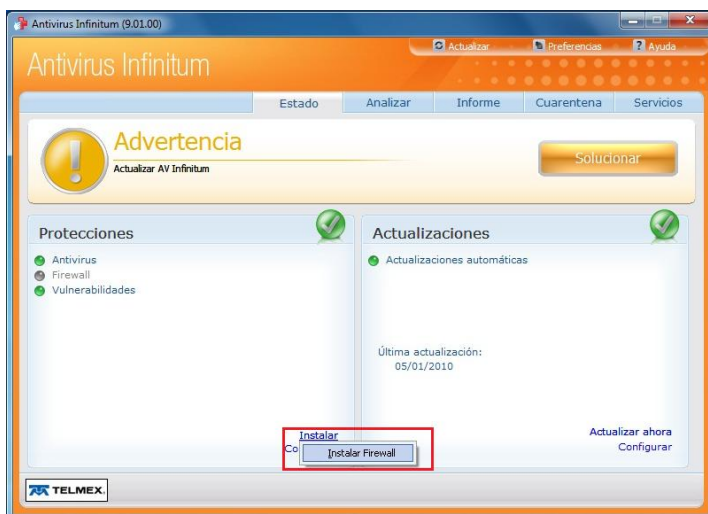 Antivirus Infinitum (9.01.00)
Actualizar Preferencias ? Ayuda
Antivirus Infinitum
Estado Analizar Informe Cuarentena Servicios
Advertencia
Actualizar AV Infinitum
Solucionar
Protecciones
Antivirus
Firewall
Vulnerabilidades
Instalar
Co
Instalar Firewall
Actualizaciones
Actualizaciones automáticas
Última actualización:
05/01/2010
Actualizar ahora
Configurar
TELMEX